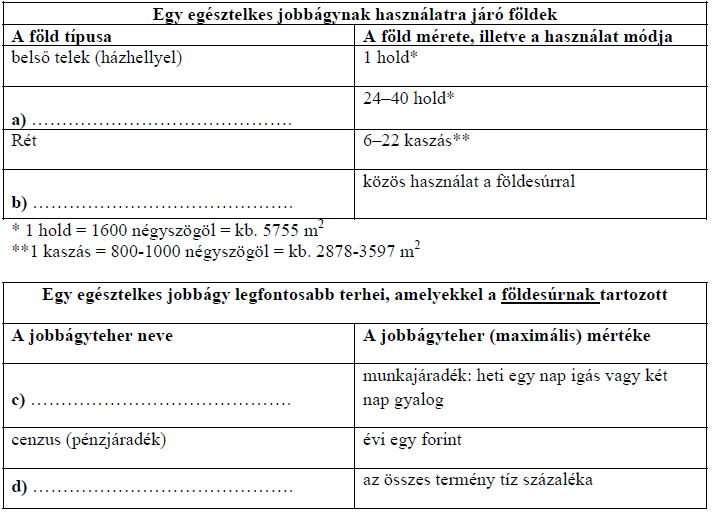 Egy egésztelkes jobbágynak használatra járó földek
A föld típusa
A föld mérete, illetve a használat módja
belső telek (házhellyel)
1 hold*
a) …………………………………….
24–40 hold*
Rét
6–22 kaszás**
b) …………………………………….
közös használat a földesúrral
* 1 hold = 1600 négyszögöl = kb. 5755 m²
**1 kaszás = 800-1000 négyszögöl = kb. 2878-3597 m²
Egy egésztelkes jobbágy legfontosabb terhei, amelyekkel a földesúrnak tartozott
A jobbágyteher neve
A jobbágyteher (maximális) mértéke
c) …………………………………….
munkajáradék: heti egy nap igás vagy két
nap gyalog
cenzus (pénzjáradék)
évi egy forint
d) …………………………………….
az összes termény tíz százaléka